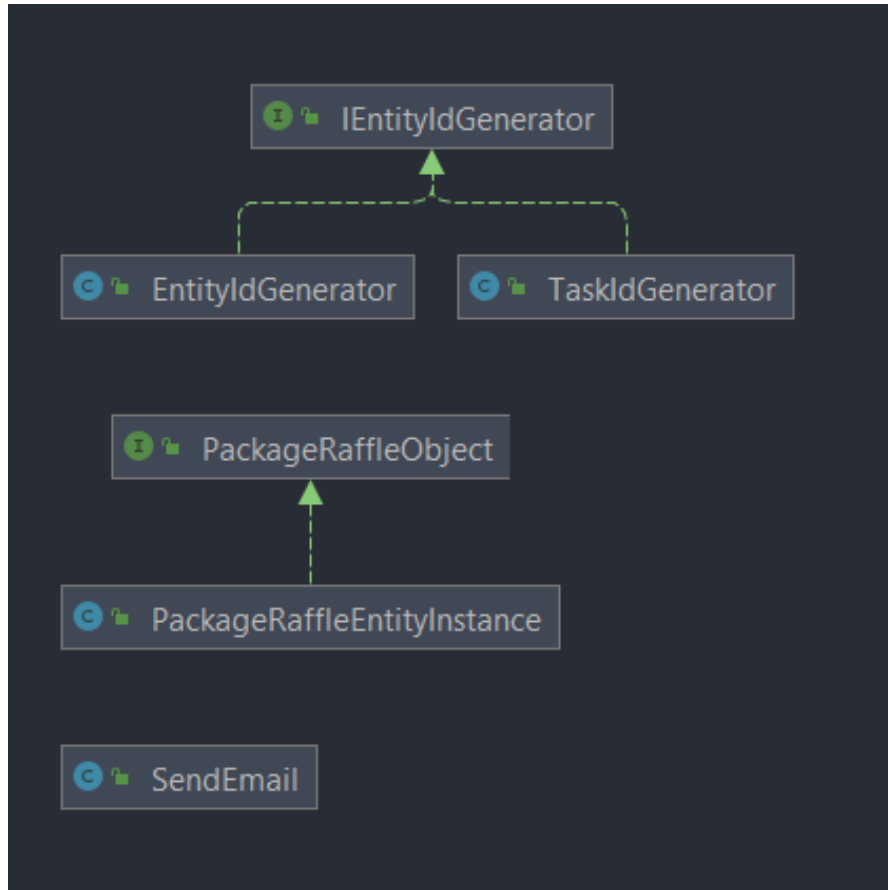 I IEntityIdGenerator
C EntityIdGenerator
C TaskIdGenerator
I PackageRaffleObject
C PackageRaffleEntityInstance
C SendEmail